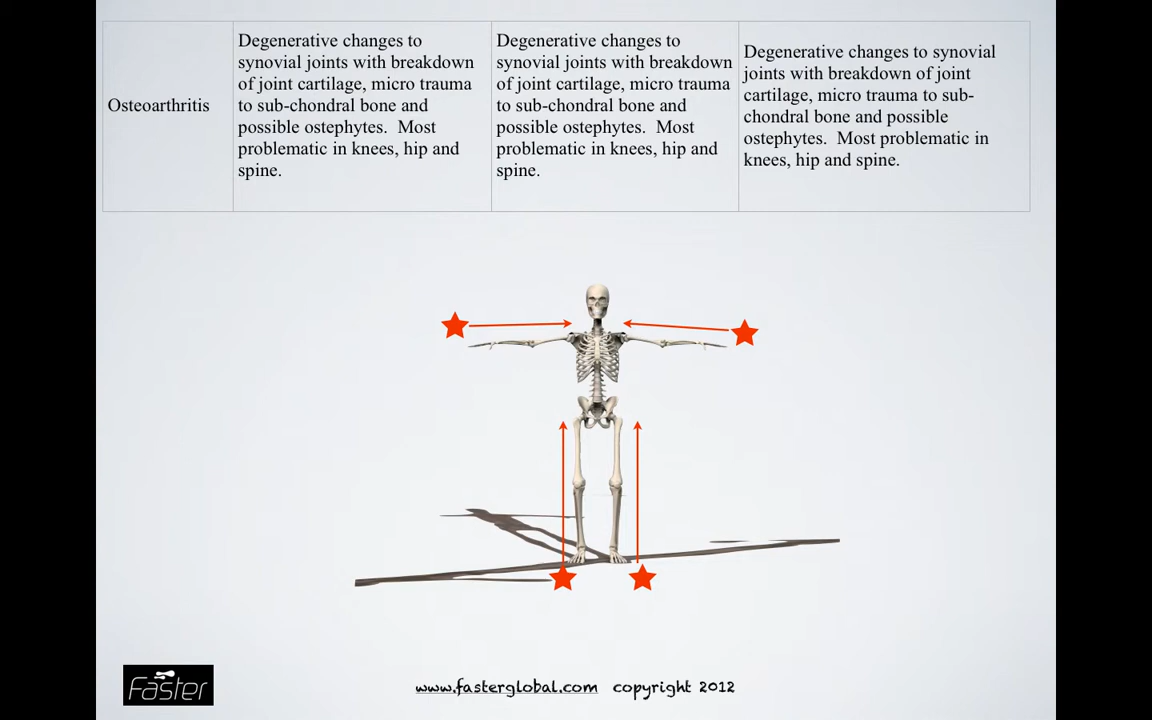 Osteoarthritis
Degenerative changes to
synovial joints with breakdown
of joint cartilage, micro trauma
to sub-chondral bone and
possible ostephytes.  Most
problematic in knees, hip and
spine.
Degenerative changes to
synovial joints with breakdown
of joint cartilage, micro trauma
to sub-chondral bone and
possible ostephytes.  Most
problematic in knees, hip and
spine.
Degenerative changes to synovial
joints with breakdown of joint
cartilage, micro trauma to sub-
chondral bone and possible
ostephytes.  Most problematic in
knees, hip and spine.
Faster
www.fasterglobal.com   copyright 2012